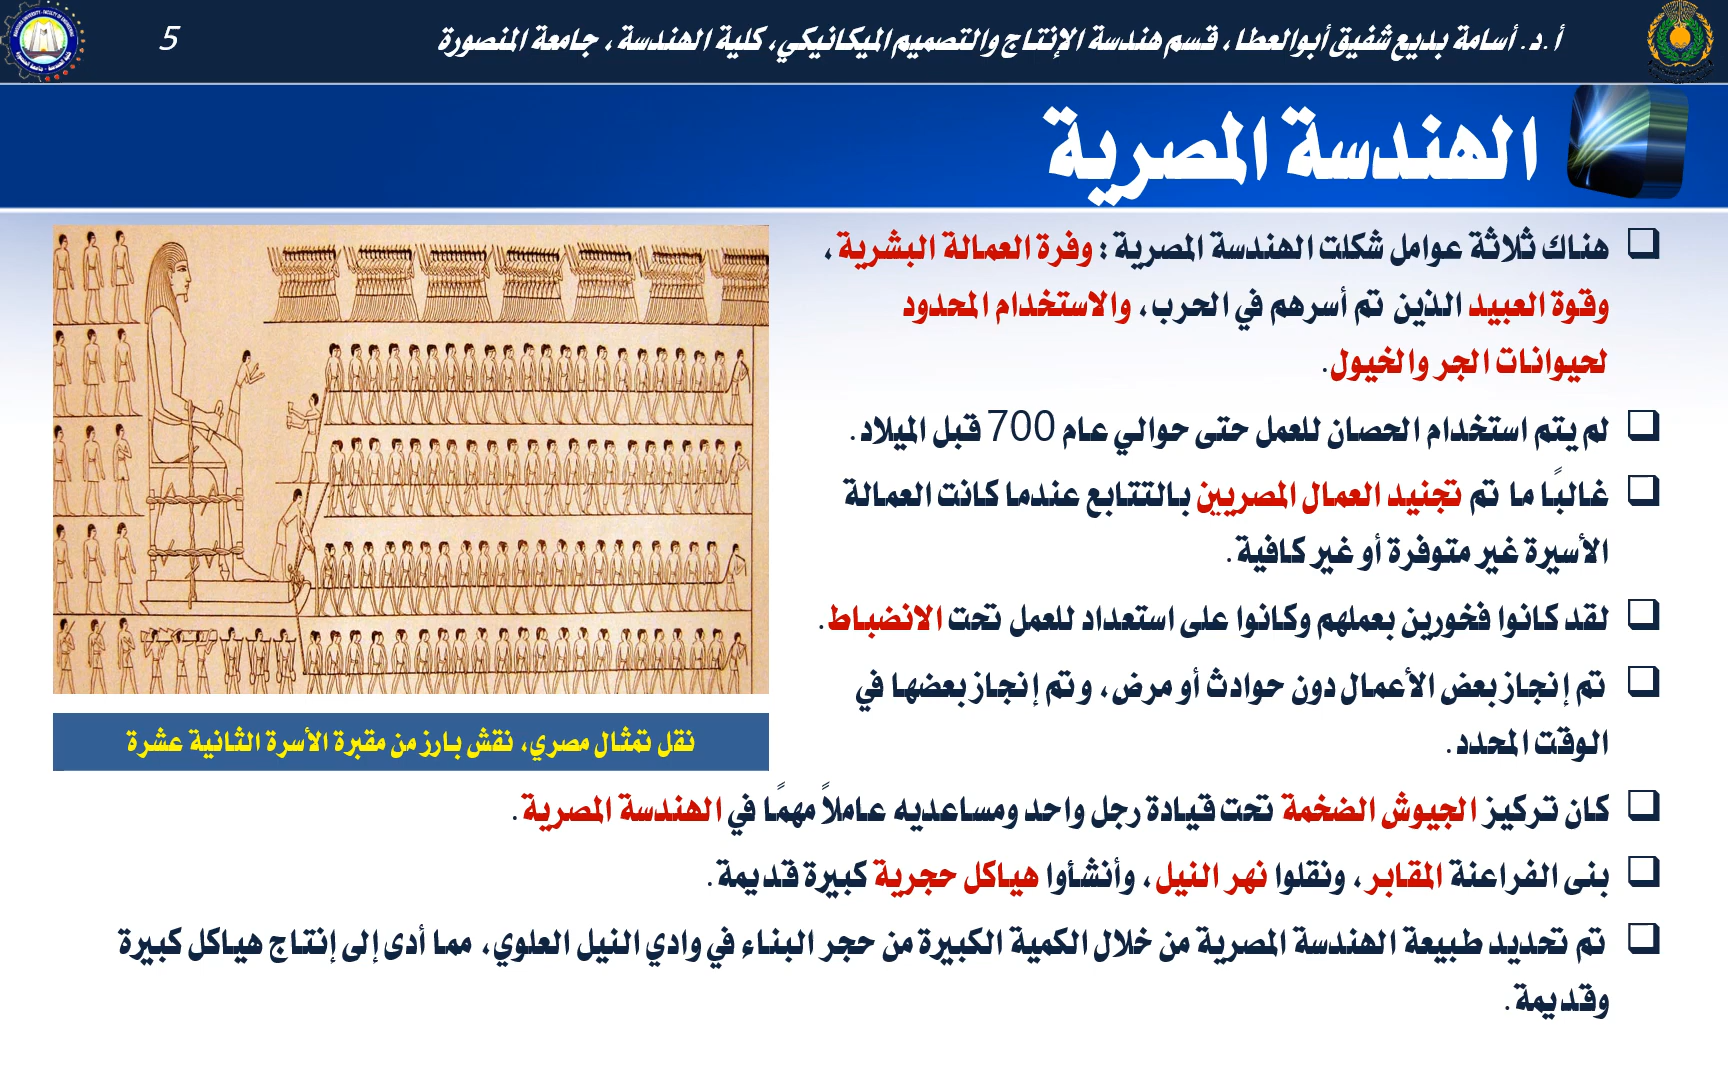 أ.د. أسامة بديع شفيق أبوالعطا، قسم هندسة الإنتاج والتصميم الميكانيكي، كلية الهندسة، جامعة المنصورة
5
الهندسة المصرية
هناك ثلاثة عوامل شكلت الهندسة المصرية: وفرة العمالة البشرية،
وقوة العبيد الذين تم أسرهم في الحرب، والاستخدام المحدود
لحيوانات الجر والخيول.
لم يتم استخدام الحصان للعمل حتى حوالي عام 700 قبل الميلاد.
غالبًا ما تم تجنيد العمال المصريين بالتتابع عندما كانت العمالة
الأسيرة غير متوفرة أو غير كافية.
لقد كانوا فخورين بعملهم وكانوا على استعداد للعمل تحت الانضباط.
تم إنجاز بعض الأعمال دون حوادث أو مرض، وتم إنجاز بعضها في
الوقت المحدد.
نقل تمثال مصري، نقش بارز من مقبرة الأسرة الثانية عشرة
كان تركيز الجيوش الضخمة تحت قيادة رجل واحد ومساعديه عاملاً مهمًا في الهندسة المصرية.
بنى الفراعنة المقابر، ونقلوا نهر النيل، وأنشأوا هياكل حجرية كبيرة قديمة.
تم تحديد طبيعة الهندسة المصرية من خلال الكمية الكبيرة من حجر البناء في وادي النيل العلوي، مما أدى إلى إنتاج هياكل كبيرة
وقديمة.